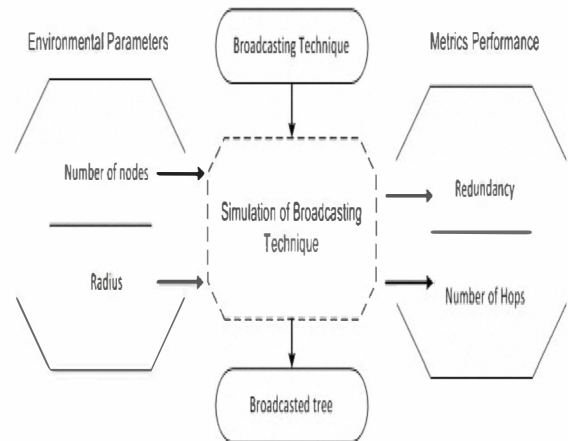 Environmental Parameters
Broadcasting Technique
Metrics Performance
Number of nodes
Redundancy
Simulation of Broadcasting
Technique
Radius
Number of Hops
Broadcasted tree